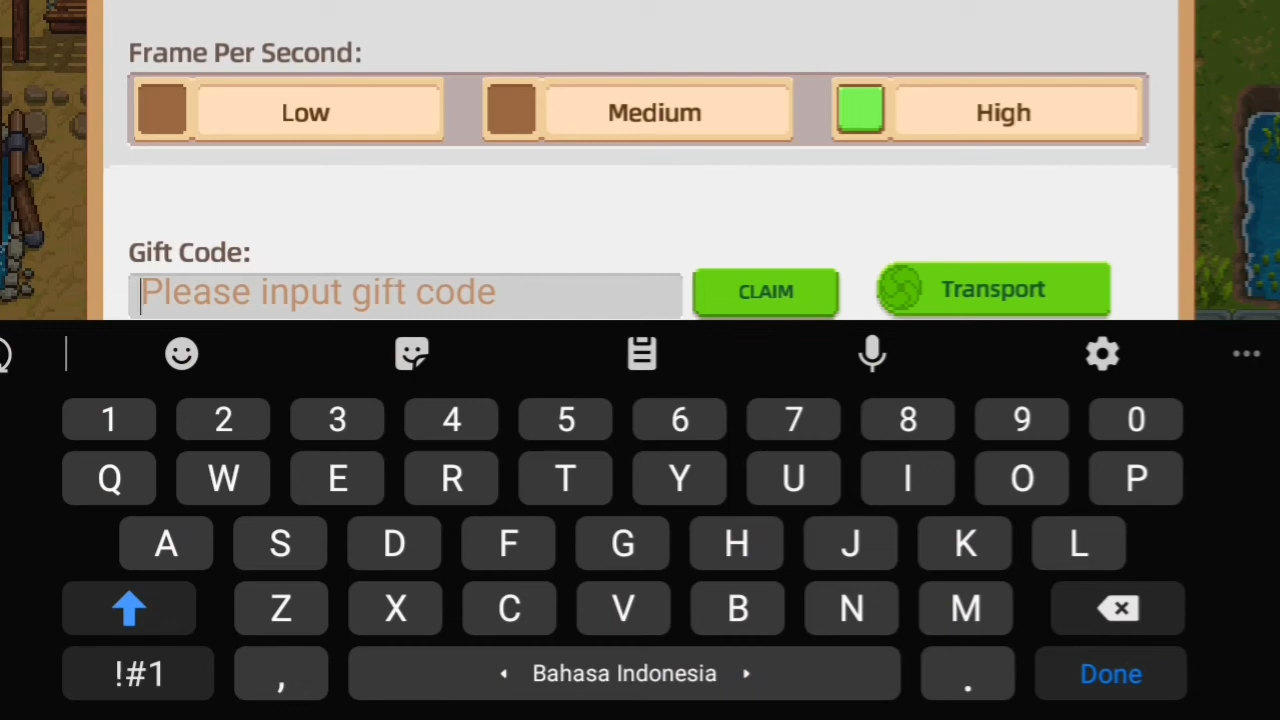 Frame Per Second:
Low Medium High
Gift Code:
Please input gift code CLAIM Transport
1 2 3 4 5 6 7 8 9 0
Q W E R T Y U I O P
A S D F G H J K L
Z X C V B N M
!#1 , Bahasa Indonesia . Done